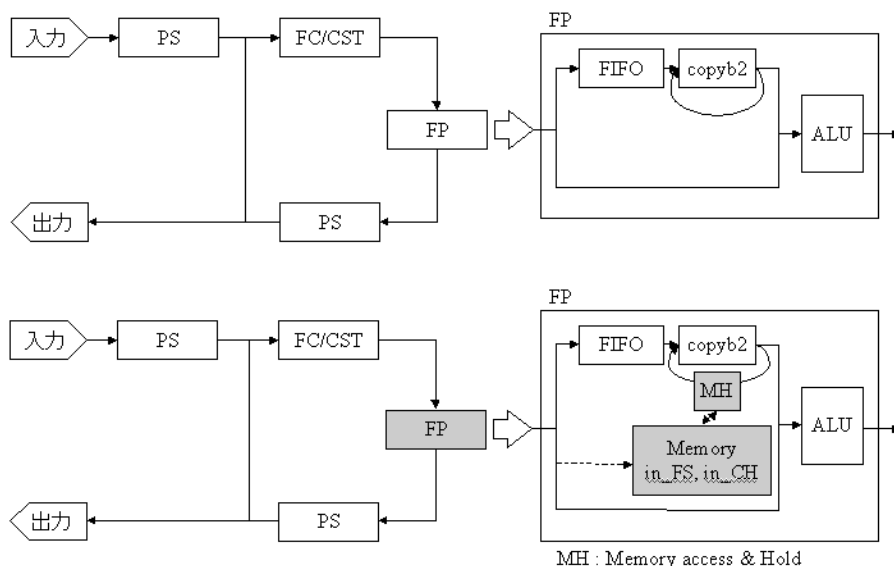 FP
入力
PS
FC/CST
FIFO
copyb2
FP
ALU
出力
PS
FP
入力
PS
FC/CST
FIFO
copyb2
MH
FP
ALU
Memory
in_FS, in_CH
出力
PS
MH : Memory access & Hold